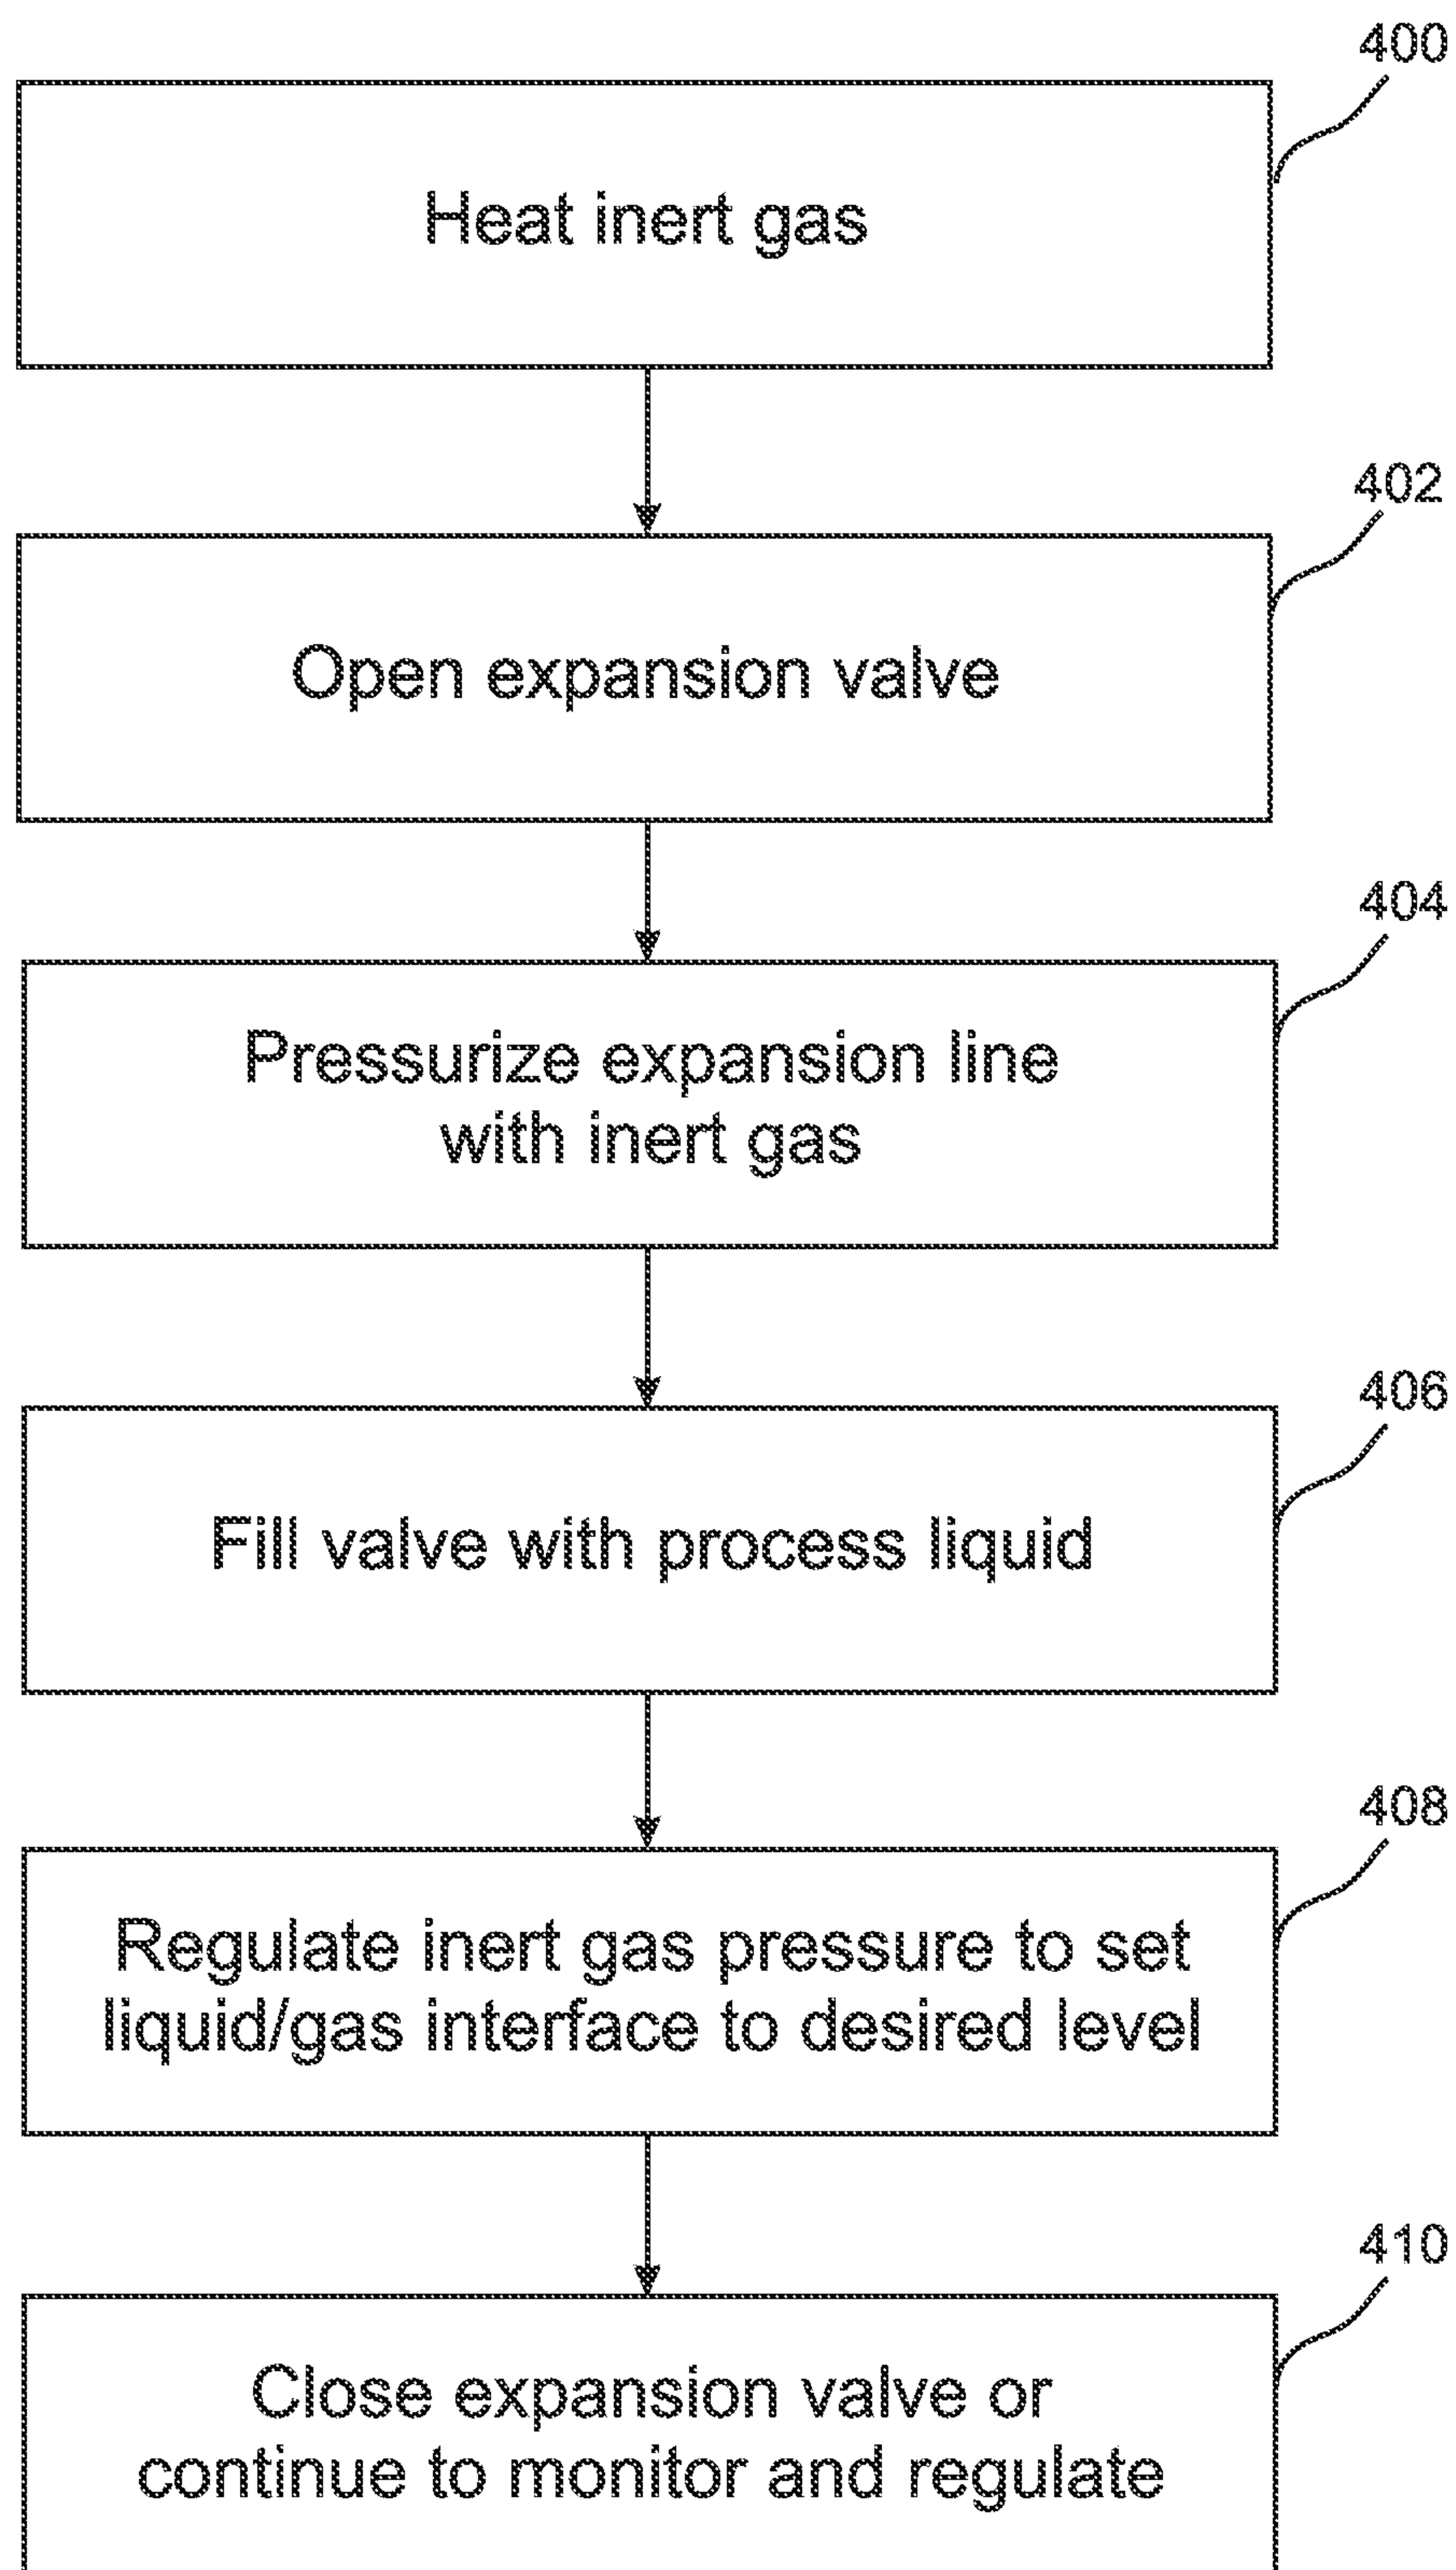 400
Heat inert gas
402
Open expansion valve
404
Pressurize expansion line
with inert gas
406
Fill valve with process liquid
408
Regulate inert gas pressure to set
liquid/gas interface to desired level
410
Close expansion valve or
continue to monitor and regulate